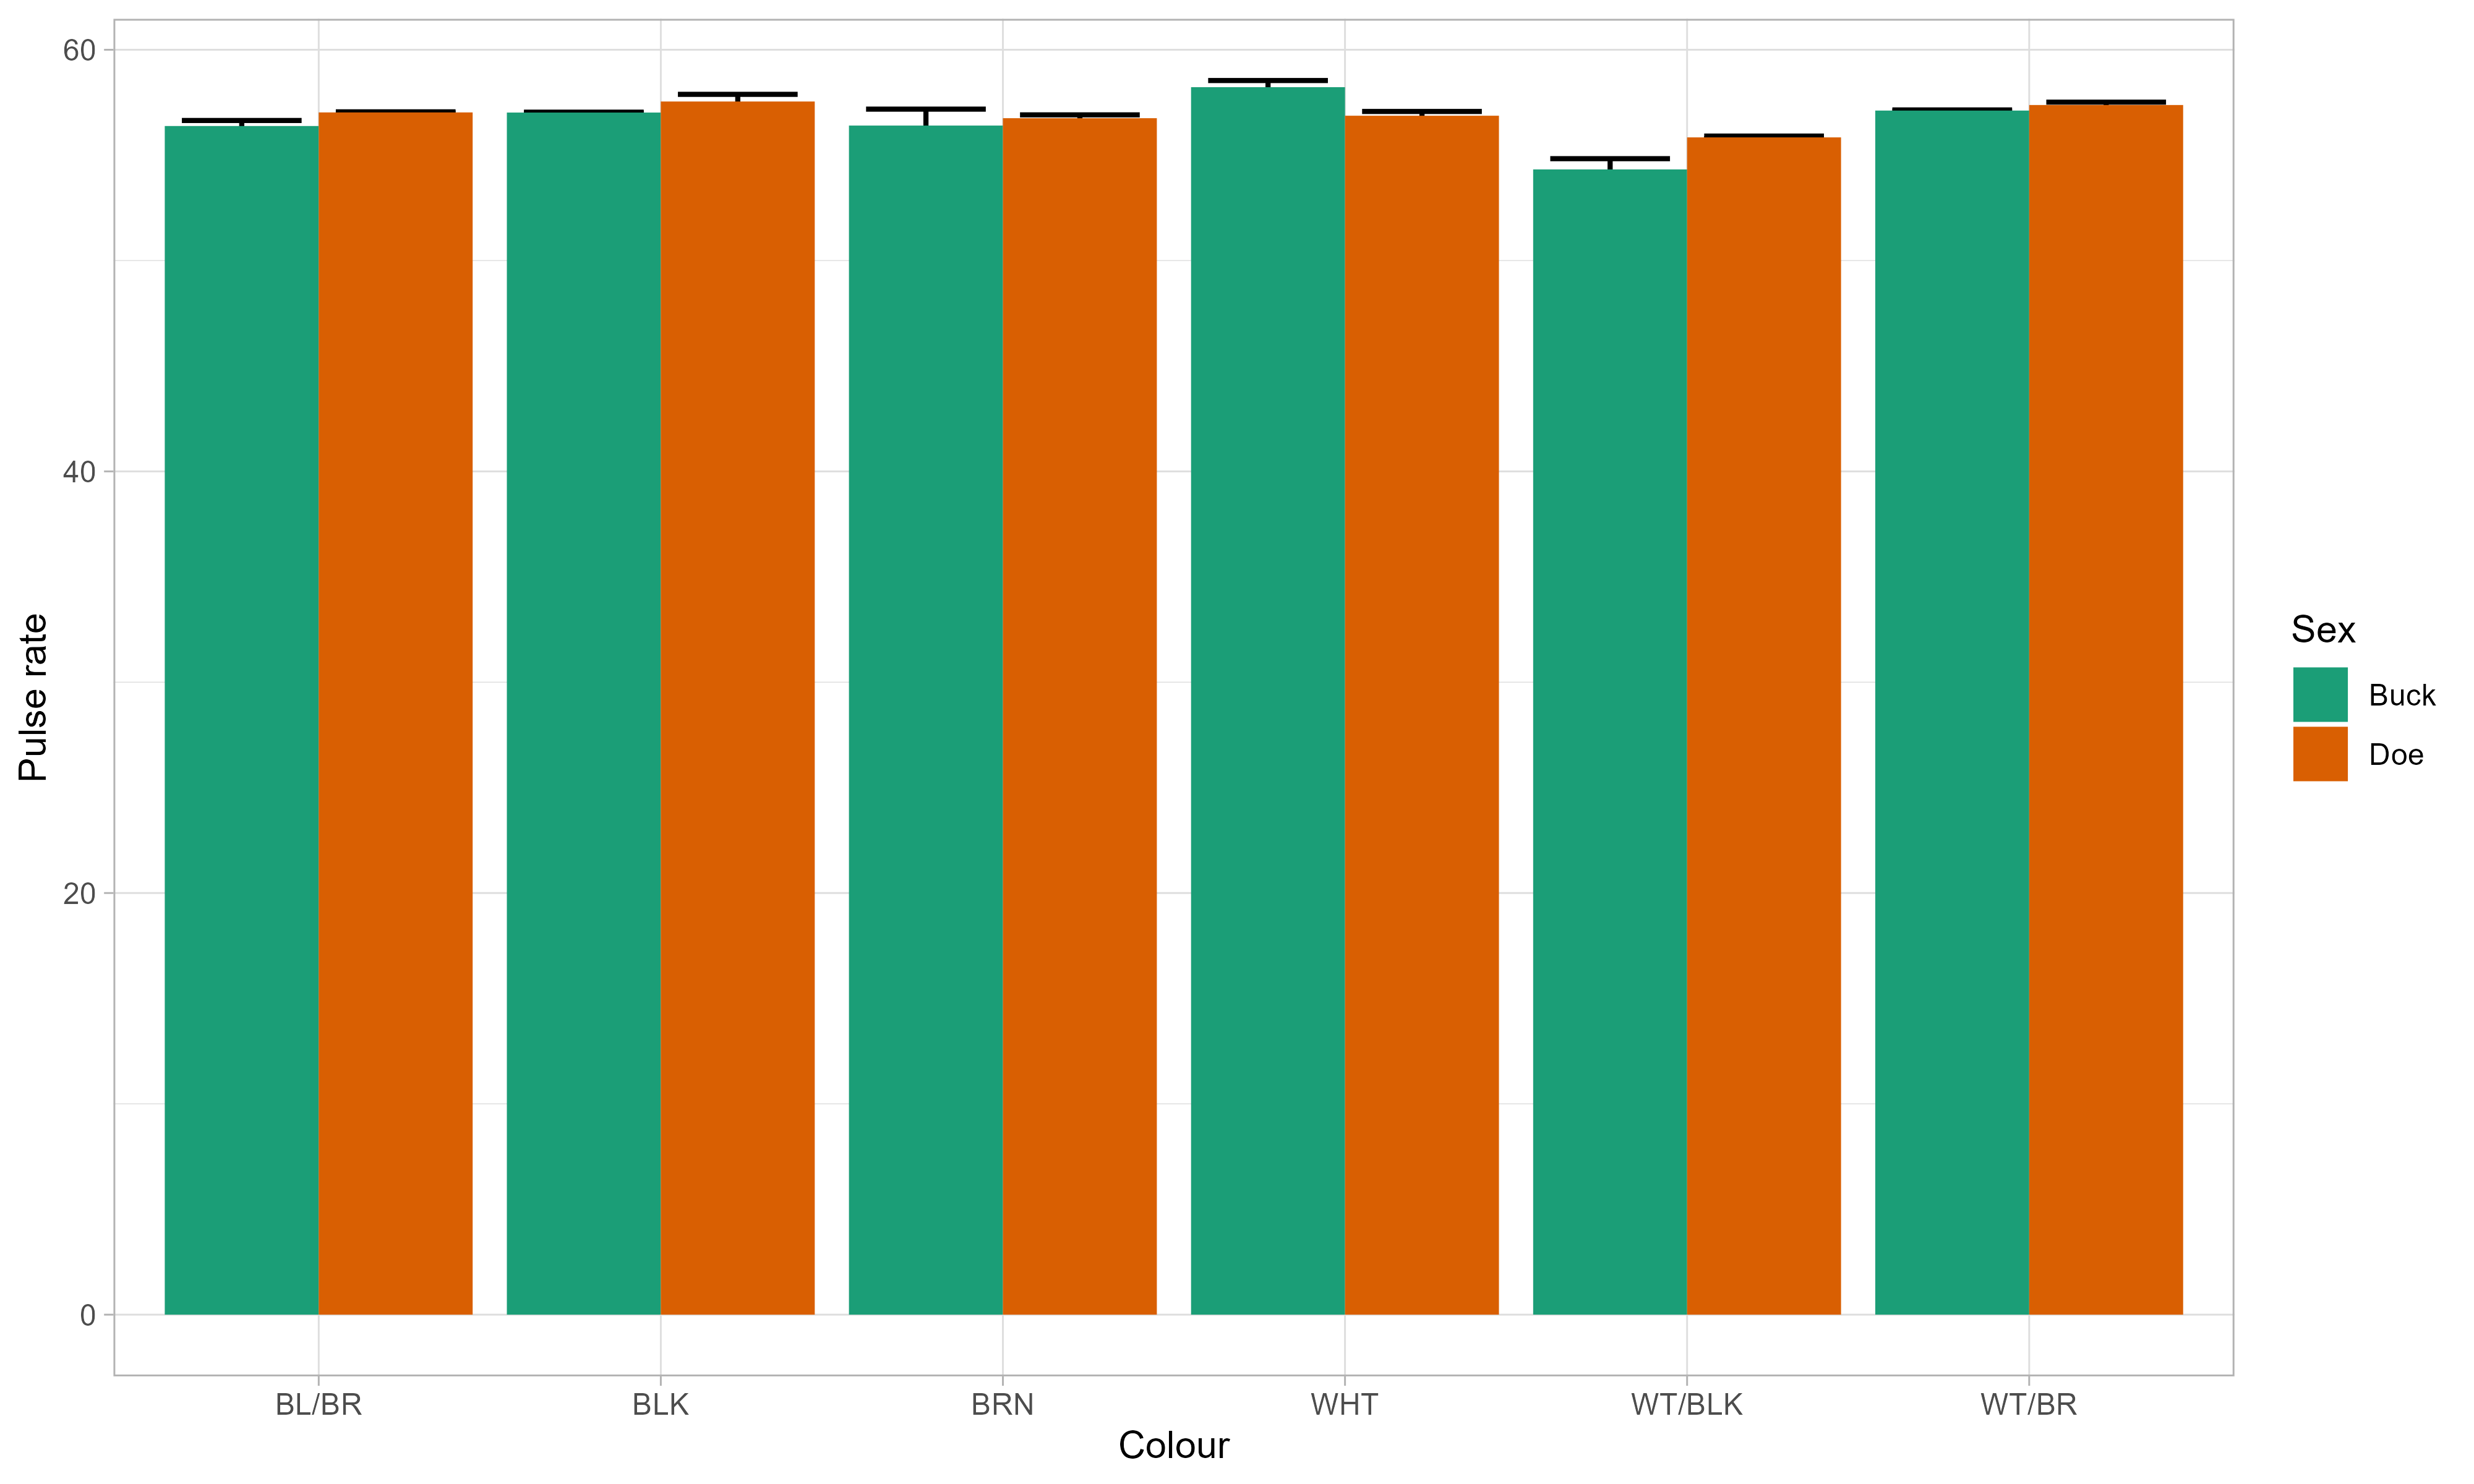 60
40
20
0
Pulse rate
BL/BR BLK BRN WHT WT/BLK WT/BR
Colour
Sex
Buck
Doe